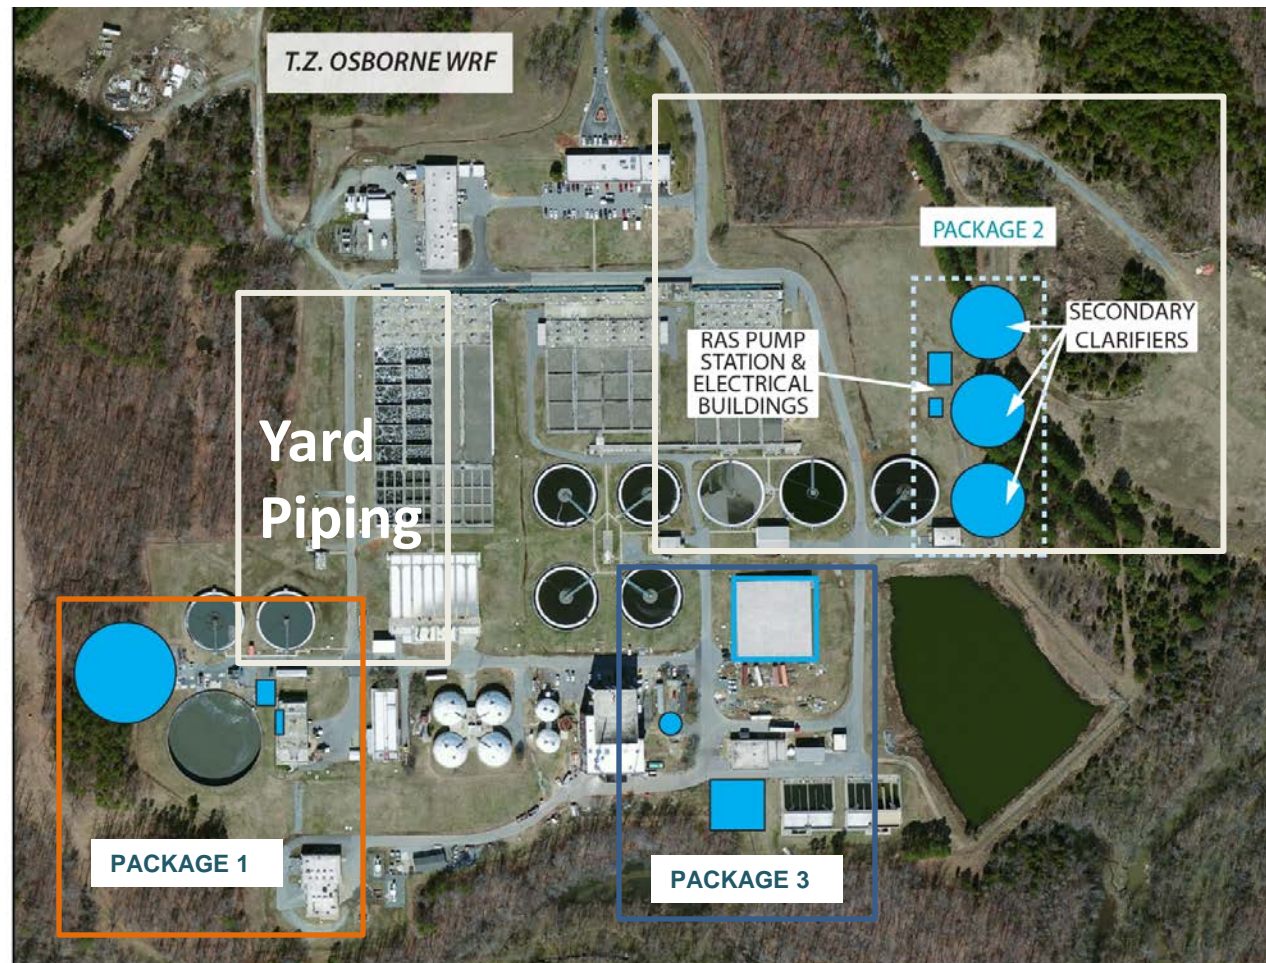 T.Z. OSBORNE WRF
PACKAGE 2
SECONDARY
CLARIFIERS
RAS PUMP
STATION &
ELECTRICAL
BUILDINGS
Yard
Piping
PACKAGE 1
PACKAGE 3